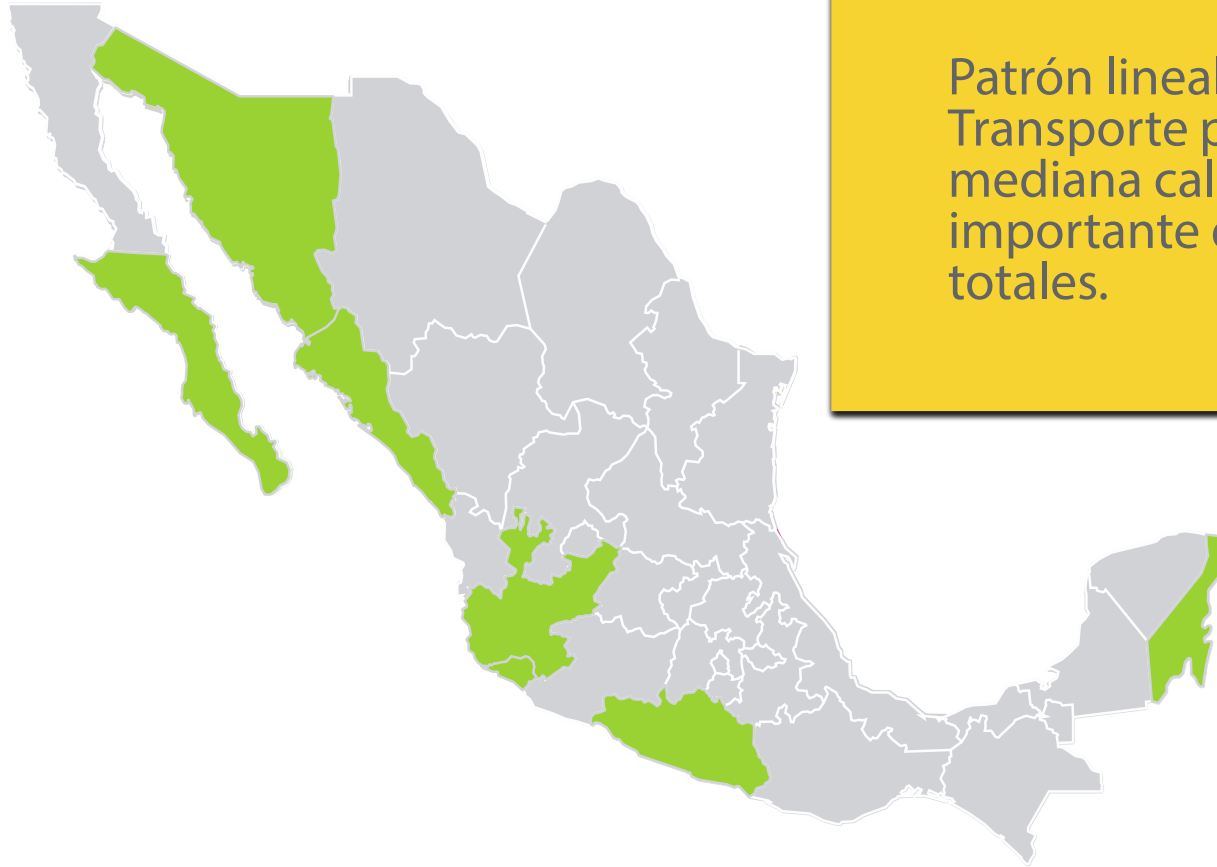 Patrón lineal
Transporte p
mediana cal
importante
totales.